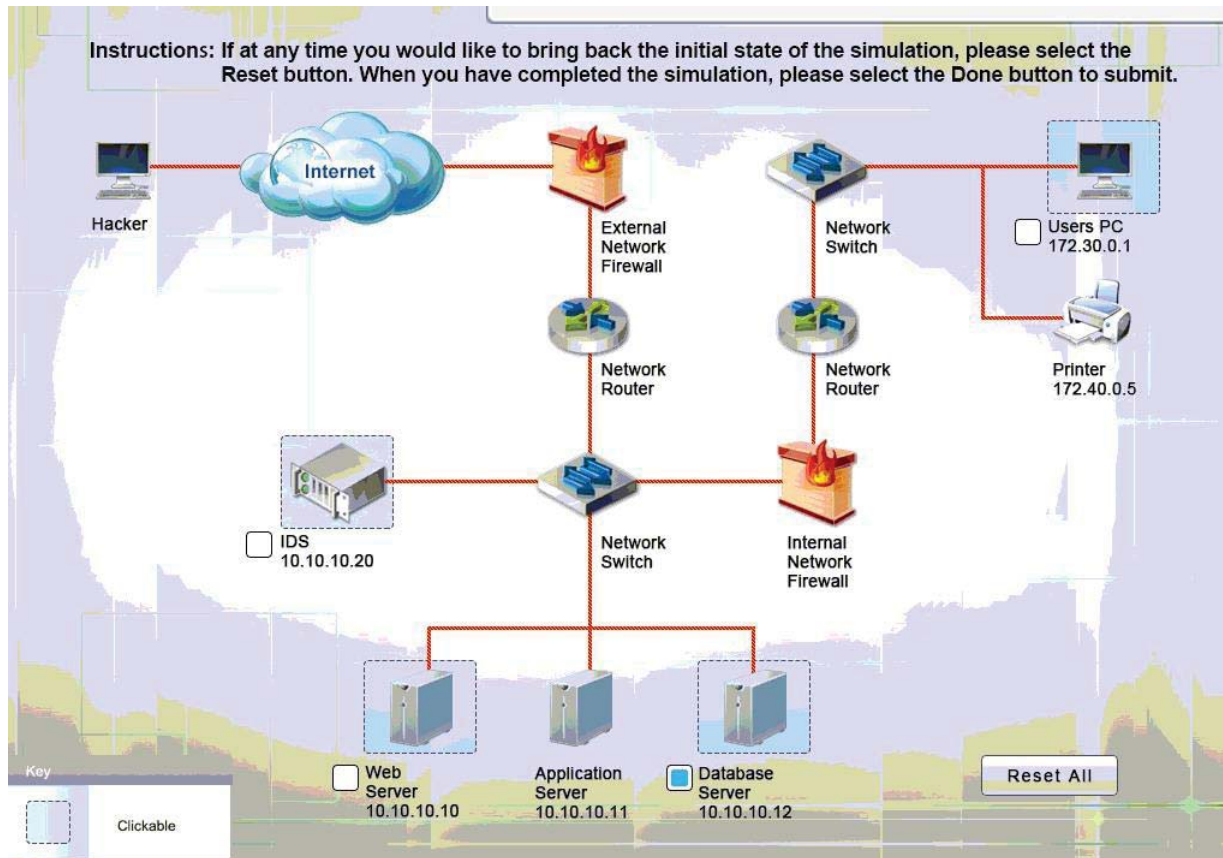 Instructions: If at any time you would like to bring back the initial state of the simulation, please select the
Reset button. When you have completed the simulation, please select the Done button to submit.
Internet
Hacker
External
Network
Firewall
Network
Switch
Users PC
172.30.0.1
Network
Router
Network
Router
Printer
172.40.0.5
IDS
10.10.10.20
Network
Switch
Internal
Network
Firewall
Web
Server
10.10.10.10
Application
Server
10.10.10.11
Database
Server
10.10.10.12
Reset All
Key
Clickable